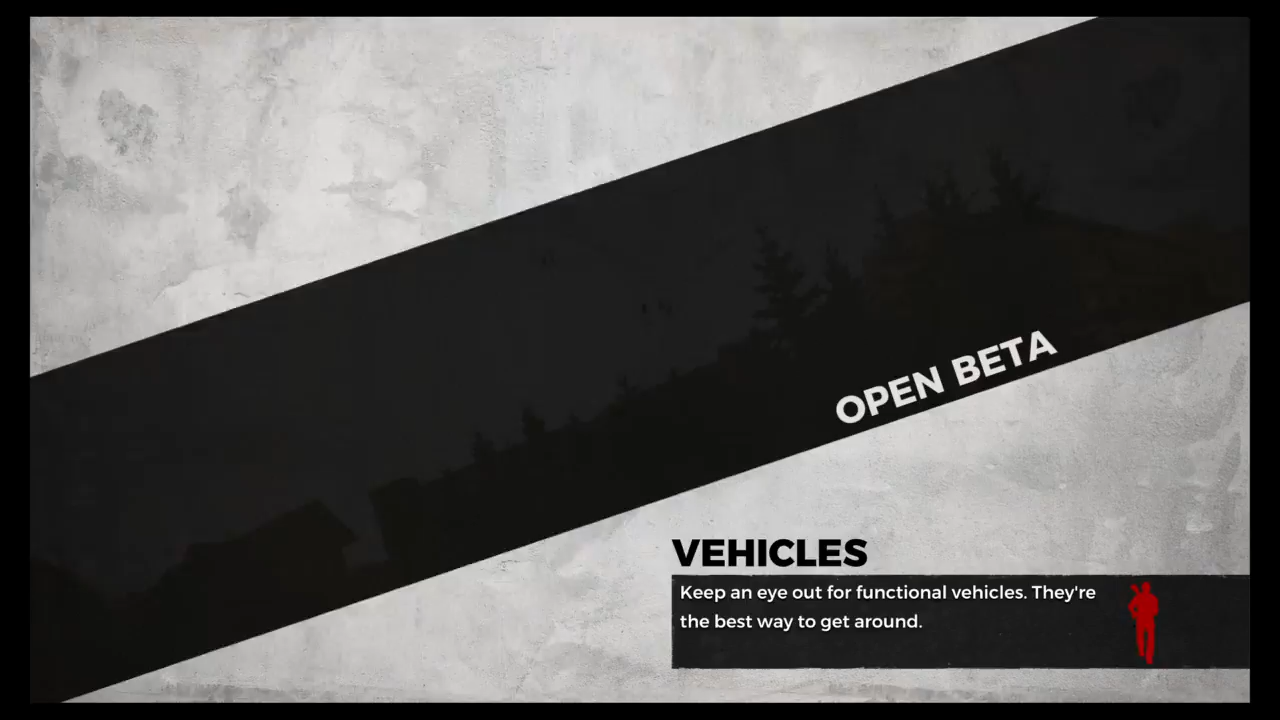 OPEN BETA
VEHICLES
Keep an eye out for functional vehicles. They're
the best way to get around.